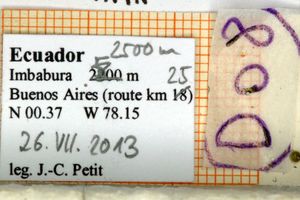 Ecuador 2500 m
Imbabura 2300 m
25
Buenos Aires (route km 18)
N 00.37 W 78.15
26. VII. 2013
leg. J.-C. Petit
D08